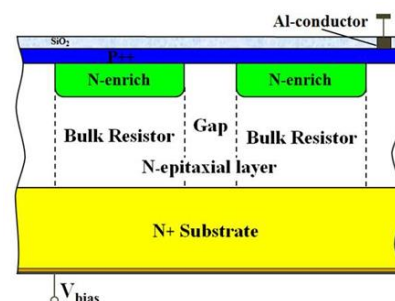 Al-conductor
SiO2
P++
N-enrich
N-enrich
Gap
Bulk Resistor
Bulk Resistor
N-epitaxial layer
N+ Substrate
Vbias